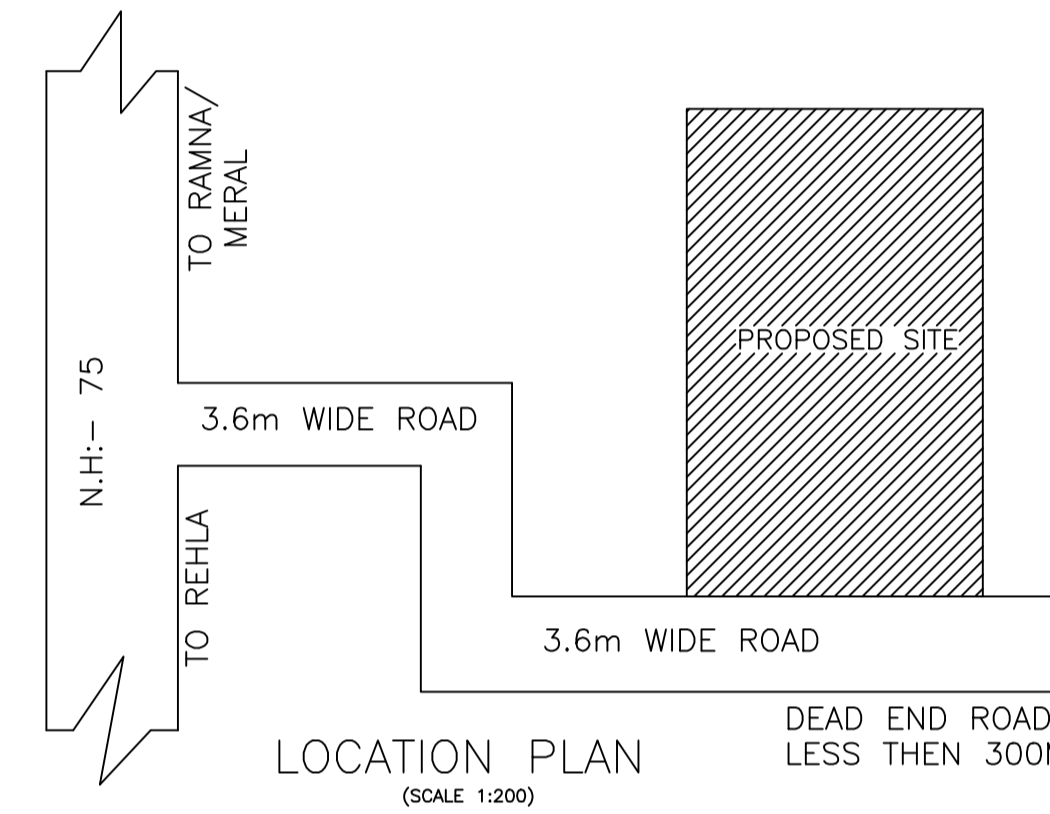 TO RAMNA/
MERAL
N.H:- 75
3.6m WIDE ROAD
PROPOSED SITE
TO REHLA
3.6m WIDE ROAD
DEAD END ROAD
LESS THEN 300
LOCATION PLAN
(SCALE 1:200)